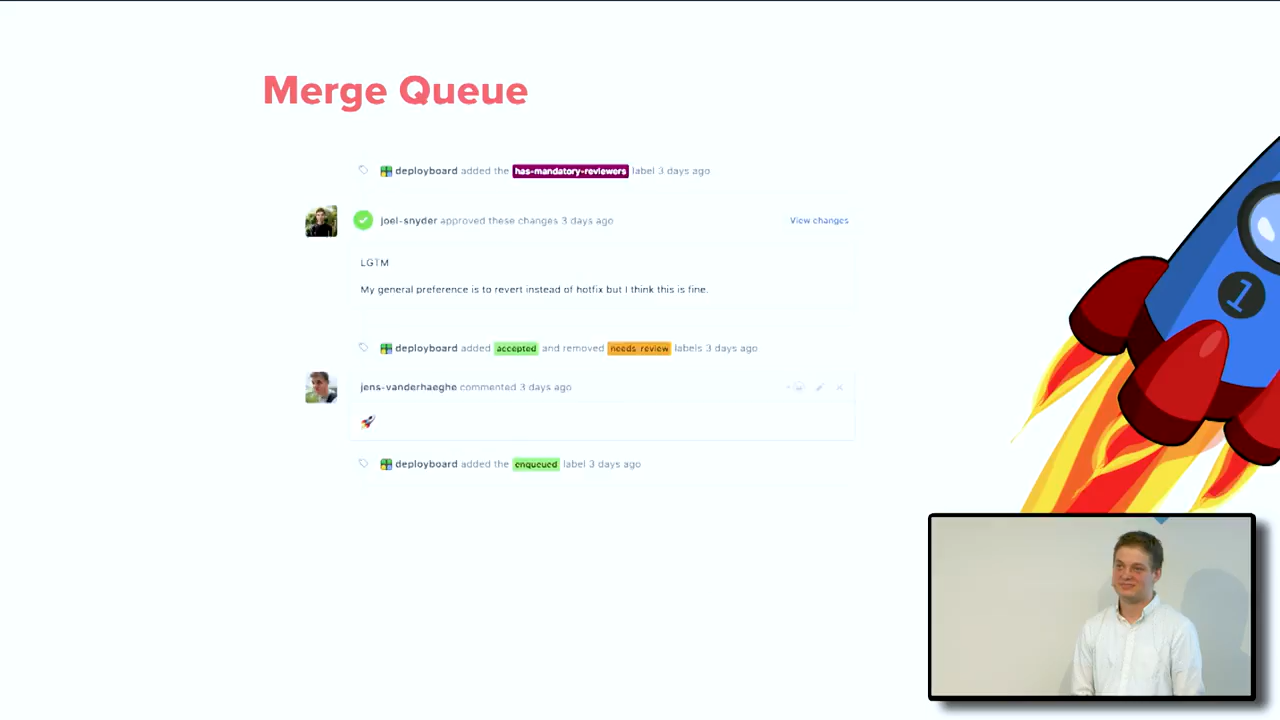 Merge Queue
deployboard added the has-mandatory-reviewers label 3 days ago
joel-snyder approved these changes 3 days ago View changes
LGTM
My general preference is to revert instead of hotfix but I think this is fine.
deployboard added accepted and removed needs-review labels 3 days ago
jens-vanderhaeghe commented 3 days ago
deployboard added the enqueued label 3 days ago
1